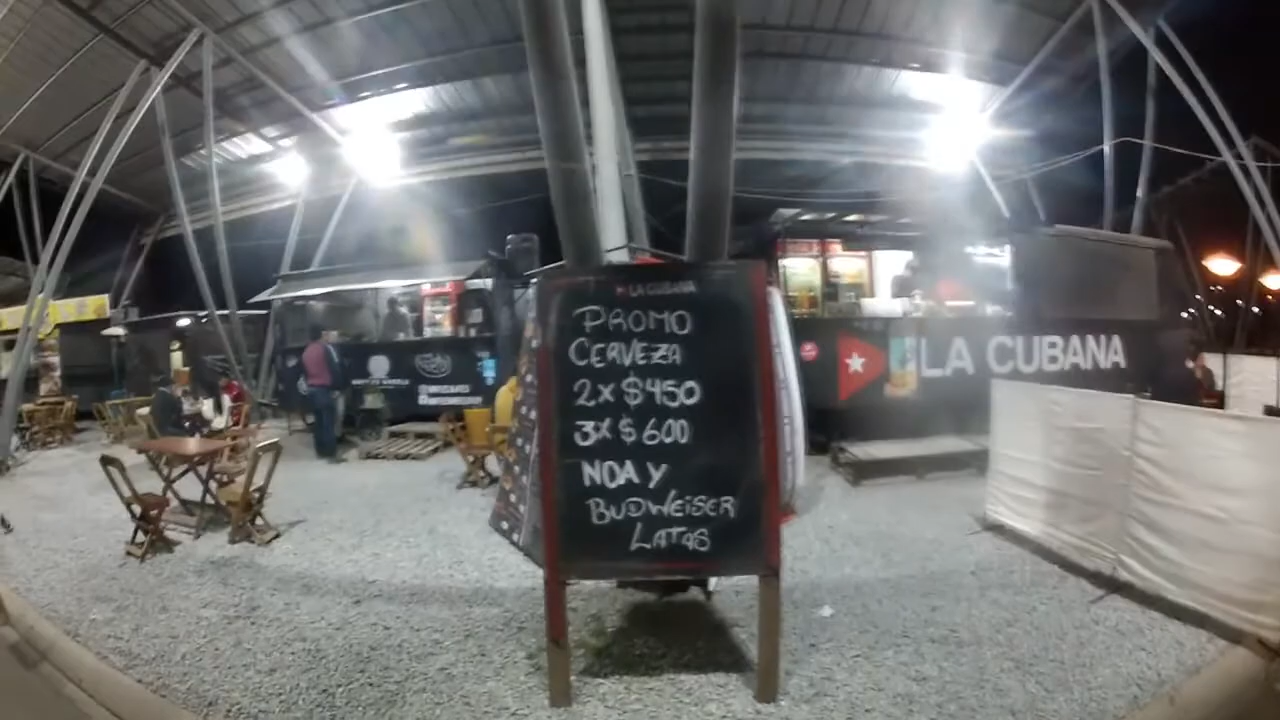 LA CUBANA
PROMO
CERVEZA
2x $450
3x $600
NOA Y
BUDWEISER
LATAS
LA CUBANA